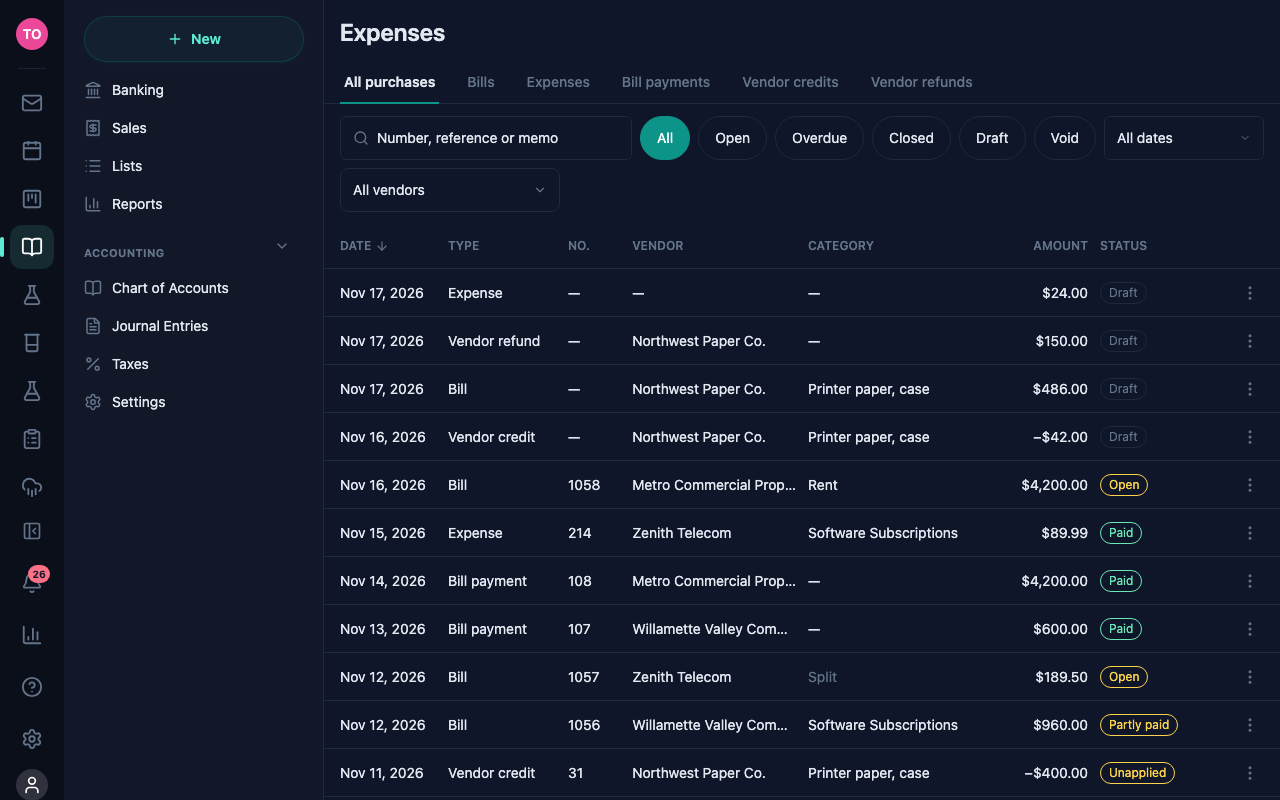 TO
26
+ New
Banking
Sales
Lists
Reports
ACCOUNTING
Chart of Accounts
Journal Entries
Taxes
Settings
Expenses
All purchases Bills Expenses Bill payments Vendor credits Vendor refunds
Number, reference or memo All Open Overdue Closed Draft Void All dates
All vendors
DATE ↓ TYPE NO. VENDOR CATEGORY AMOUNT STATUS
Nov 17, 2026 Expense — — — $24.00 Draft
Nov 17, 2026 Vendor refund — Northwest Paper Co. — $150.00 Draft
Nov 17, 2026 Bill — Northwest Paper Co. Printer paper, case $486.00 Draft
Nov 16, 2026 Vendor credit — Northwest Paper Co. Printer paper, case −$42.00 Draft
Nov 16, 2026 Bill 1058 Metro Commercial Prop... Rent $4,200.00 Open
Nov 15, 2026 Expense 214 Zenith Telecom Software Subscriptions $89.99 Paid
Nov 14, 2026 Bill payment 108 Metro Commercial Prop... — $4,200.00 Paid
Nov 13, 2026 Bill payment 107 Willamette Valley Com... — $600.00 Paid
Nov 12, 2026 Bill 1057 Zenith Telecom Split $189.50 Open
Nov 12, 2026 Bill 1056 Willamette Valley Com... Software Subscriptions $960.00 Partly paid
Nov 11, 2026 Vendor credit 31 Northwest Paper Co. Printer paper, case −$400.00 Unapplied